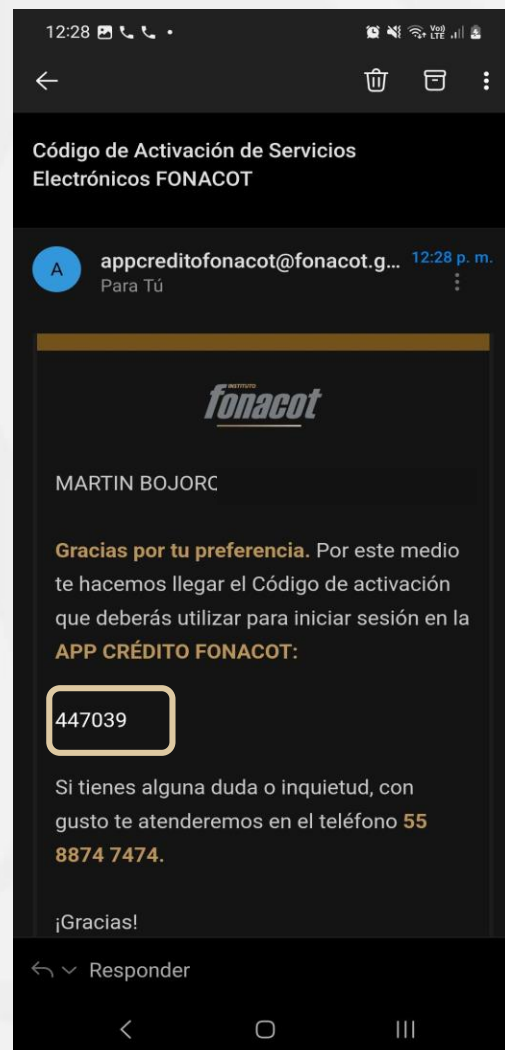 12:28
Código de Activación de Servicios
Electrónicos FONACOT
A
appcreditofonacot@fonacot.g... 12:28 p. m.
Para Tú
INSTITUTO
fonacot
MARTIN BOJORC
Gracias por tu preferencia. Por este medio
te hacemos llegar el Código de activación
que deberás utilizar para iniciar sesión en la
APP CRÉDITO FONACOT:
447039
Si tienes alguna duda o inquietud, con
gusto te atenderemos en el teléfono 55
8874 7474.
¡Gracias!
Responder